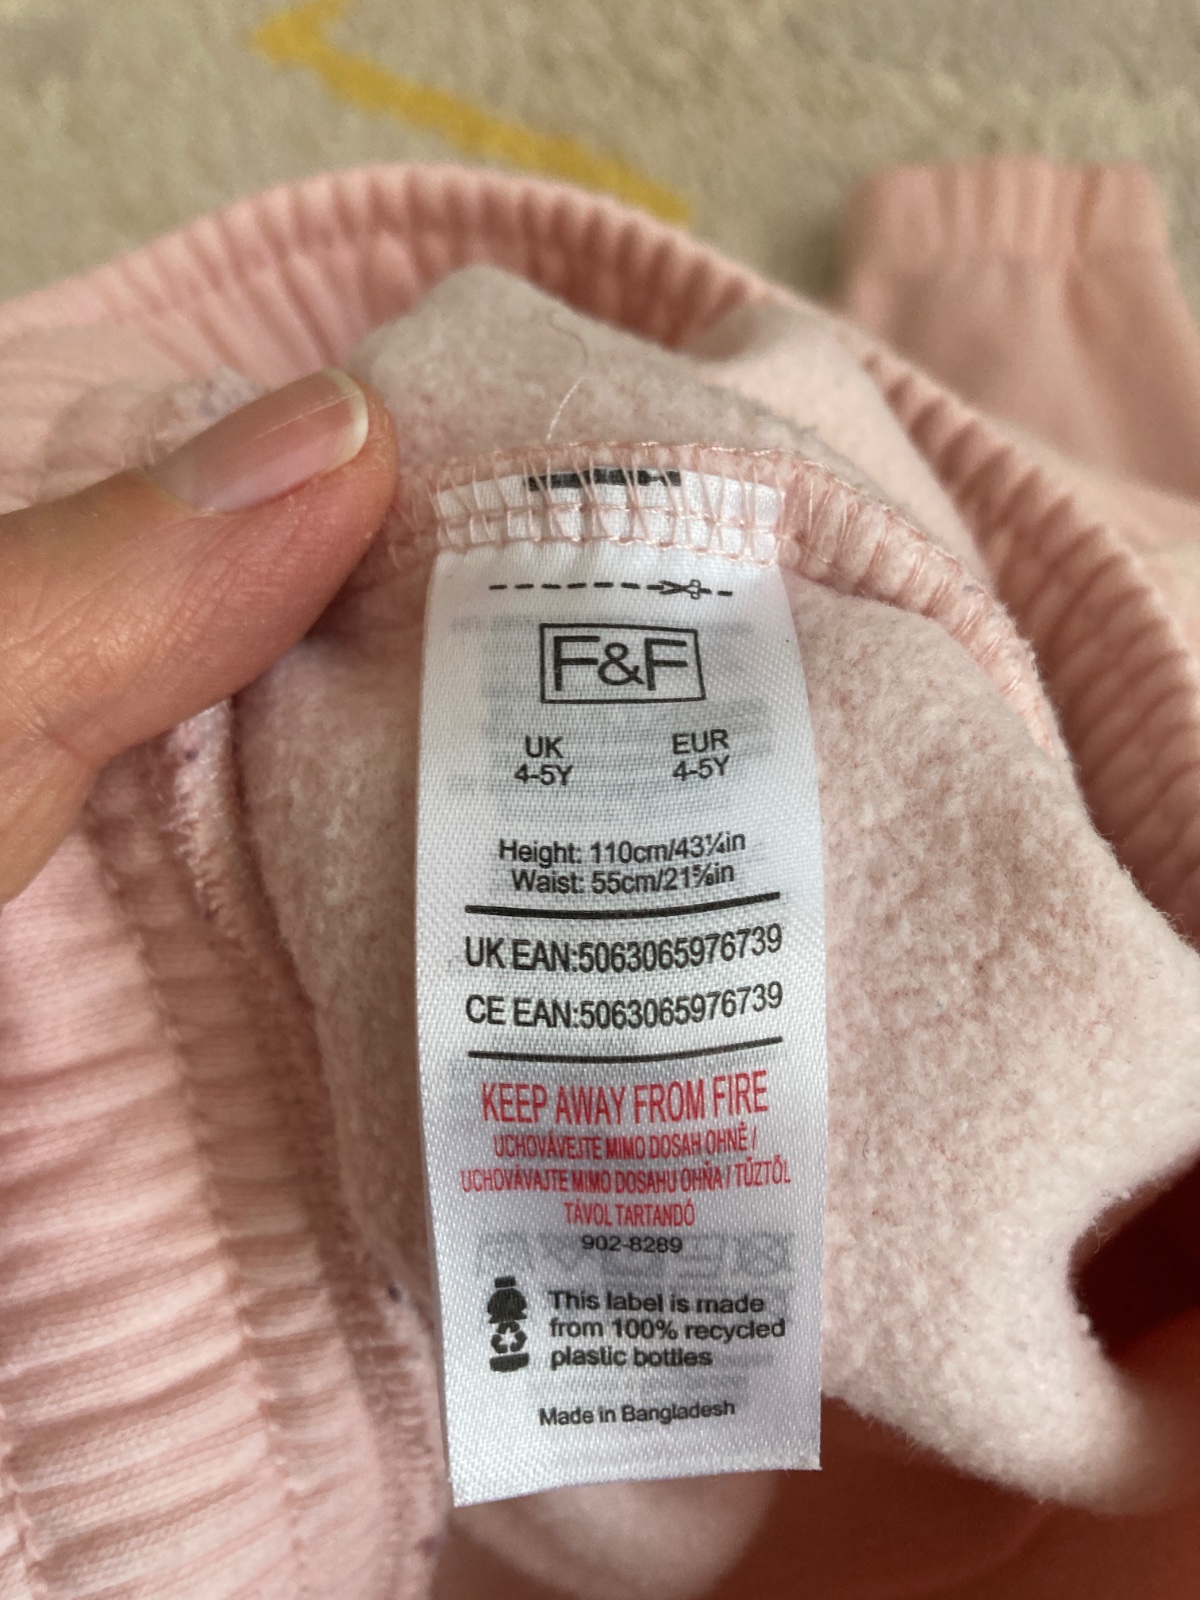 F&F
UK EUR
4-5Y 4-5Y
Height: 110cm/43¼in
Waist: 55cm/21⅝in
UK EAN:5063065976739
CE EAN:5063065976739
KEEP AWAY FROM FIRE
UCHOVÁVEJTE MIMO DOSAH OHNĚ /
UCHOVÁVAJTE MIMO DOSAHU OHŇA / TŰZTŐL
TÁVOL TARTANDÓ
902-8289
This label is made
from 100% recycled
plastic bottles
Made in Bangladesh